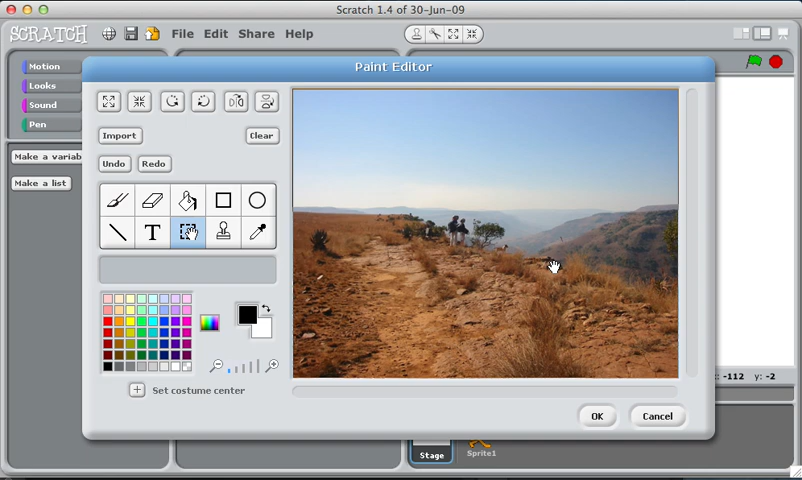 Scratch 1.4 of 30-Jun-09
SCRATCH File Edit Share Help
Paint Editor
Motion
Looks
Sound
Pen
Make a variab
Make a list
Import Clear
Undo Redo
T
Set costume center
OK Cancel
: -112 y: -2
Stage Sprite1